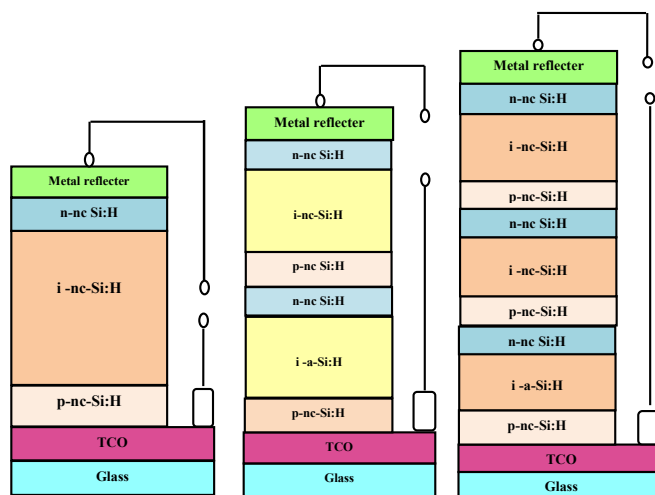 Metal reflecter
n-nc Si:H
i -nc-Si:H
p-nc-Si:H
TCO
Glass
Metal reflecter
n-nc Si:H
i-nc-Si:H
p-nc Si:H
n-nc Si:H
i -a-Si:H
p-nc-Si:H
TCO
Glass
Metal reflecter
n-nc Si:H
i -nc-Si:H
p-nc-Si:H
n-nc Si:H
i -nc-Si:H
p-nc-Si:H
n-nc Si:H
i -a-Si:H
p-nc-Si:H
TCO
Glass